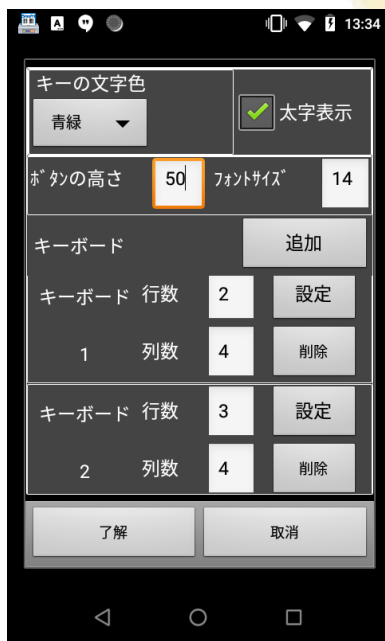 13:34
キーの文字色
青緑
太字表示
ﾎﾞﾀﾝの高さ 50 ﾌｫﾝﾄｻｲｽﾞ 14
キーボード 追加
キーボード 行数 2 設定
1 列数 4 削除
キーボード 行数 3 設定
2 列数 4 削除
了解 取消